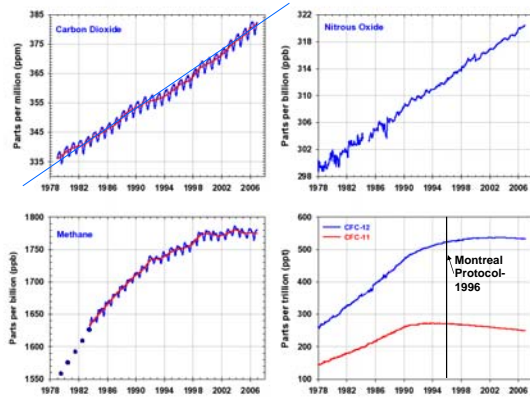 Carbon Dioxide
Parts per million (ppm)
385
375
365
355
345
335
1978 1982 1986 1990 1994 1998 2002 2006
Nitrous Oxide
Parts per billion (ppb)
322
318
314
310
306
302
298
1978 1982 1986 1990 1994 1998 2002 2006
Methane
Parts per billion (ppb)
1800
1750
1700
1650
1600
1550
1978 1982 1986 1990 1994 1998 2002 2006
CFC-12
CFC-11
Parts per trillion (ppt)
600
500
400
300
200
100
0
1978 1982 1986 1990 1994 1998 2002 2006
Montreal
Protocol-
1996